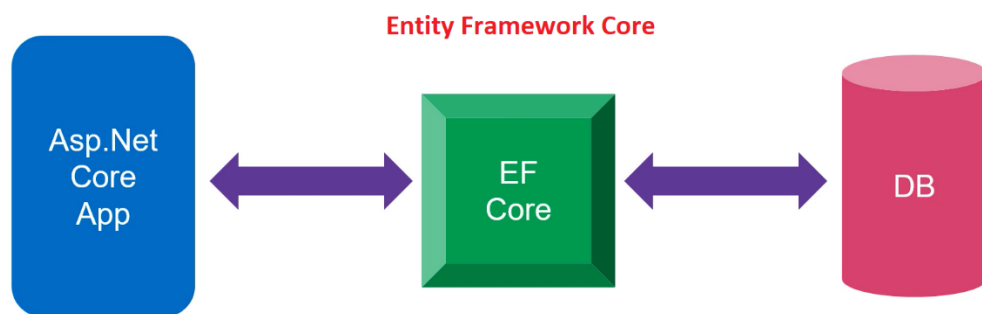 Entity Framework Core
Asp.Net
Core
App
EF
Core
DB